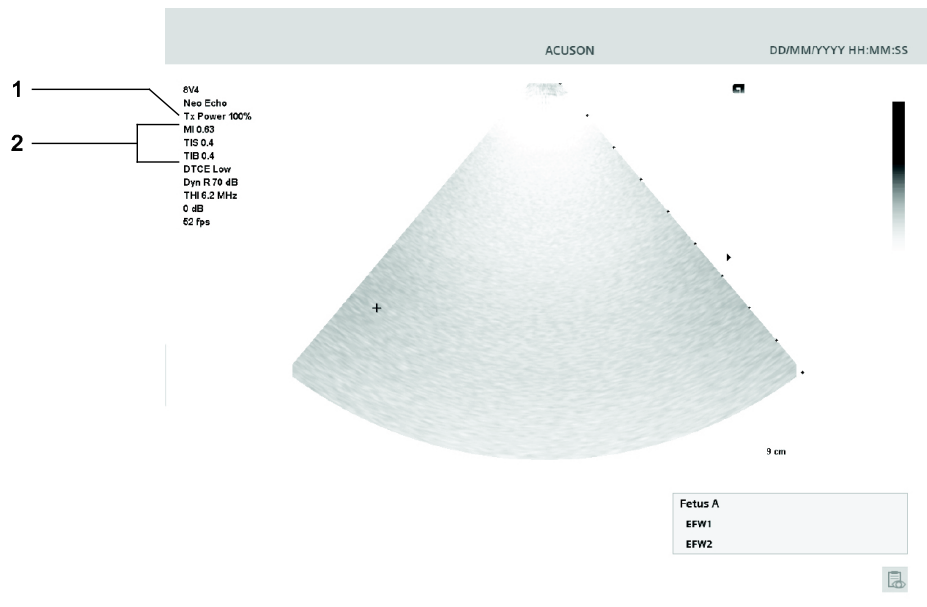 ACUSON
DD/MM/YYYY HH:MM:SS
1
8V4
Neo Echo
Tx Power 100%
2
MI 0.63
TIS 0.4
TIB 0.4
DTCE Low
Dyn R 70 dB
THI 6.2 MHz
0 dB
52 fps
9 cm
Fetus A
EFW1
EFW2